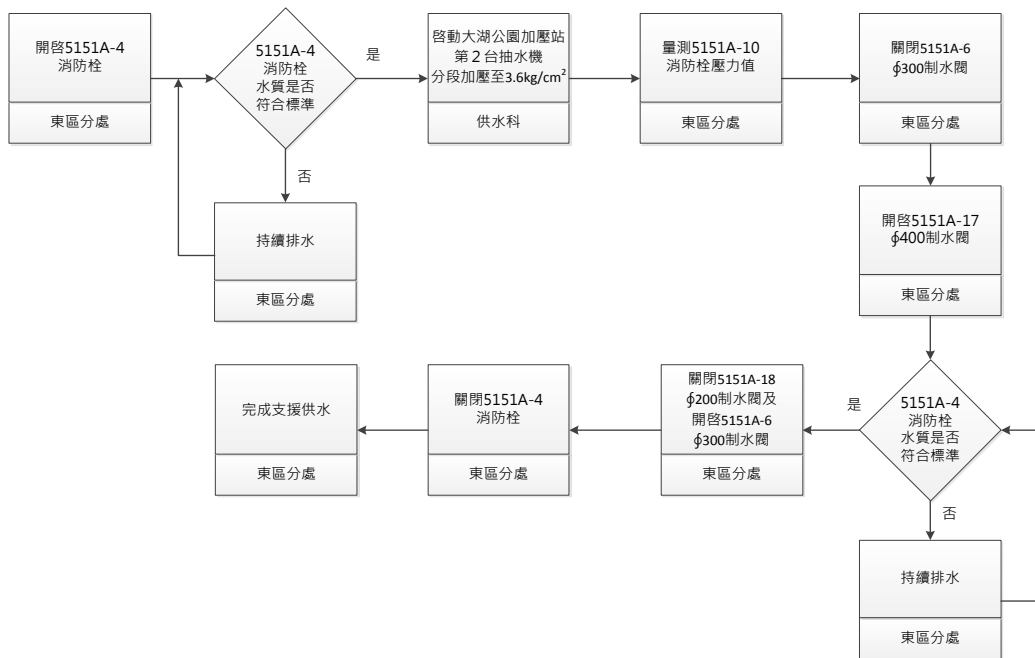 開啓5151A-4
消防栓
東區分處
5151A-4
消防栓
水質是否
符合標準
是
否
持續排水
東區分處
啓動大湖公園加壓站
第２台抽水機
分段加壓至3.6kg/cm²
供水科
量測5151A-10
消防栓壓力值
東區分處
關閉5151A-6
∮300制水閥
東區分處
開啓5151A-17
∮400制水閥
東區分處
5151A-4
消防栓
水質是否
符合標準
是
否
持續排水
東區分處
關閉5151A-18
∮200制水閥及
開啓5151A-6
∮300制水閥
東區分處
關閉5151A-4
消防栓
東區分處
完成支援供水
東區分處